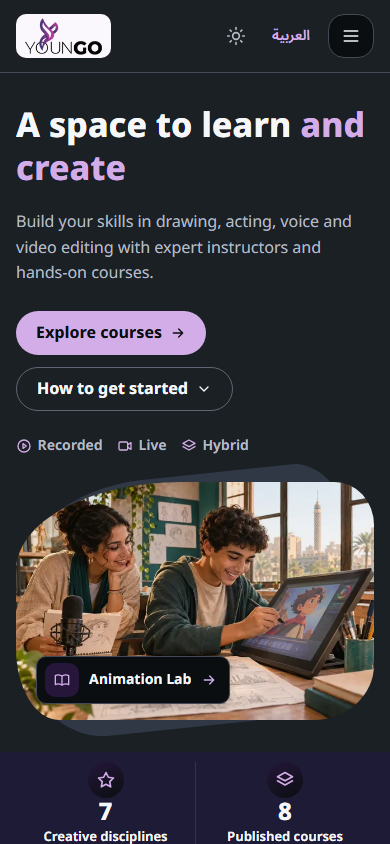 YOUNGO
العربية
A space to learn and
create
Build your skills in drawing, acting, voice and
video editing with expert instructors and
hands-on courses.
Explore courses
How to get started
Recorded Live Hybrid
Animation Lab
7 8
Creative disciplines Published courses